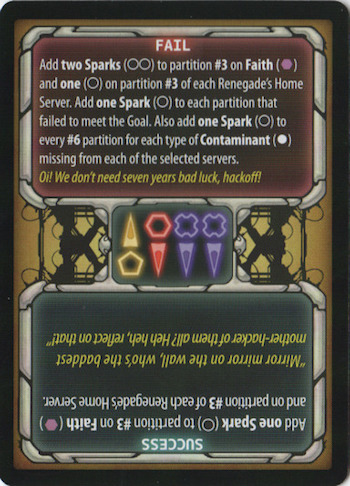 FAIL
Add two Sparks (○○) to partition #3 on Faith (⬣)
and one (○) on partition #3 of each Renegade's Home
Server. Add one Spark (○) to each partition that
failed to meet the Goal. Also add one Spark (○) to
every #6 partition for each type of Contaminant (●)
missing from each of the selected servers.
Oi! We don't need seven years bad luck, hackoff!
SUCCESS
Add one Spark (○) to partition #3 on Faith (⬣)
and on partition #3 of each Renegade's Home Server.
"Mirror mirror on the wall, who's the baddest
mother-hacker of them all? Heh heh, reflect on that!"